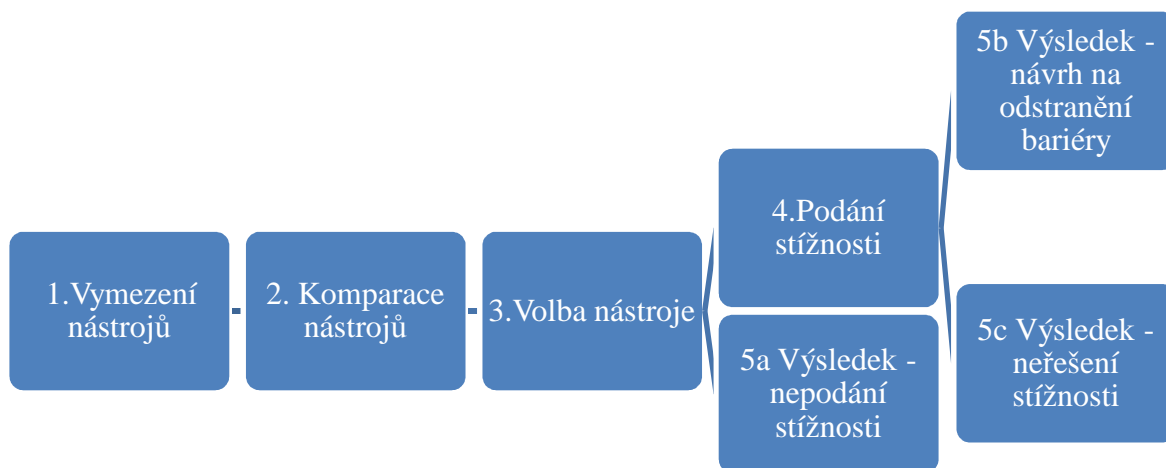 1.Vymezení
nástrojů
2. Komparace
nástrojů
3.Volba nástroje
4.Podání
stížnosti
5a Výsledek -
nepodání
stížnosti
5b Výsledek -
návrh na
odstranění
bariéry
5c Výsledek -
neřešení
stížnosti